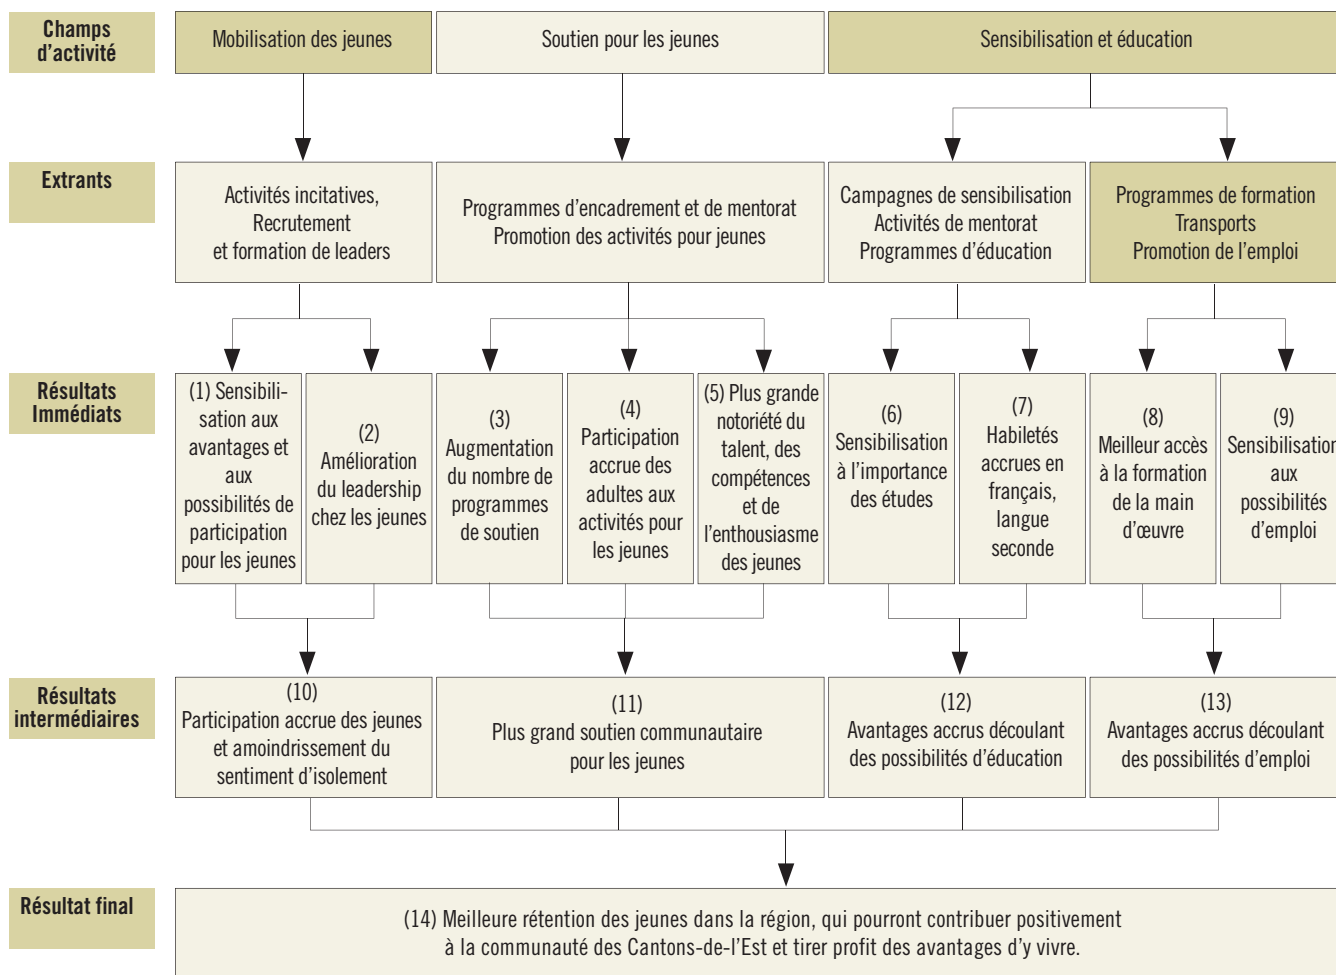 Champs
d'activité
Mobilisation des jeunes
Soutien pour les jeunes
Sensibilisation et éducation
Extrants
Activités incitatives,
Recrutement
et formation de leaders
Programmes d'encadrement et de mentorat
Promotion des activités pour jeunes
Campagnes de sensibilisation
Activités de mentorat
Programmes d'éducation
Programmes de formation
Transports
Promotion de l'emploi
Résultats
Immédiats
(1) Sensibili-
sation aux
avantages et
aux
possibilités de
participation
pour les jeunes
(2)
Amélioration
du leadership
chez les jeunes
(3)
Augmentation
du nombre de
programmes
de soutien
(4)
Participation
accrue des
adultes aux
activités pour
les jeunes
(5) Plus grande
notoriété du
talent, des
compétences
et de
l'enthousiasme
des jeunes
(6)
Sensibilisation
à l'importance
des études
(7)
Habiletés
accrues en
français,
langue
seconde
(8)
Meilleur accès
à la formation
de la main
d'œuvre
(9)
Sensibilisation
aux
possibilités
d'emploi
Résultats
intermédiaires
(10)
Participation accrue des jeunes
et amoindrissement du
sentiment d'isolement
(11)
Plus grand soutien communautaire
pour les jeunes
(12)
Avantages accrus découlant
des possibilités d'éducation
(13)
Avantages accrus découlant
des possibilités d'emploi
Résultat final
(14) Meilleure rétention des jeunes dans la région, qui pourront contribuer positivement
à la communauté des Cantons-de-l'Est et tirer profit des avantages d'y vivre.